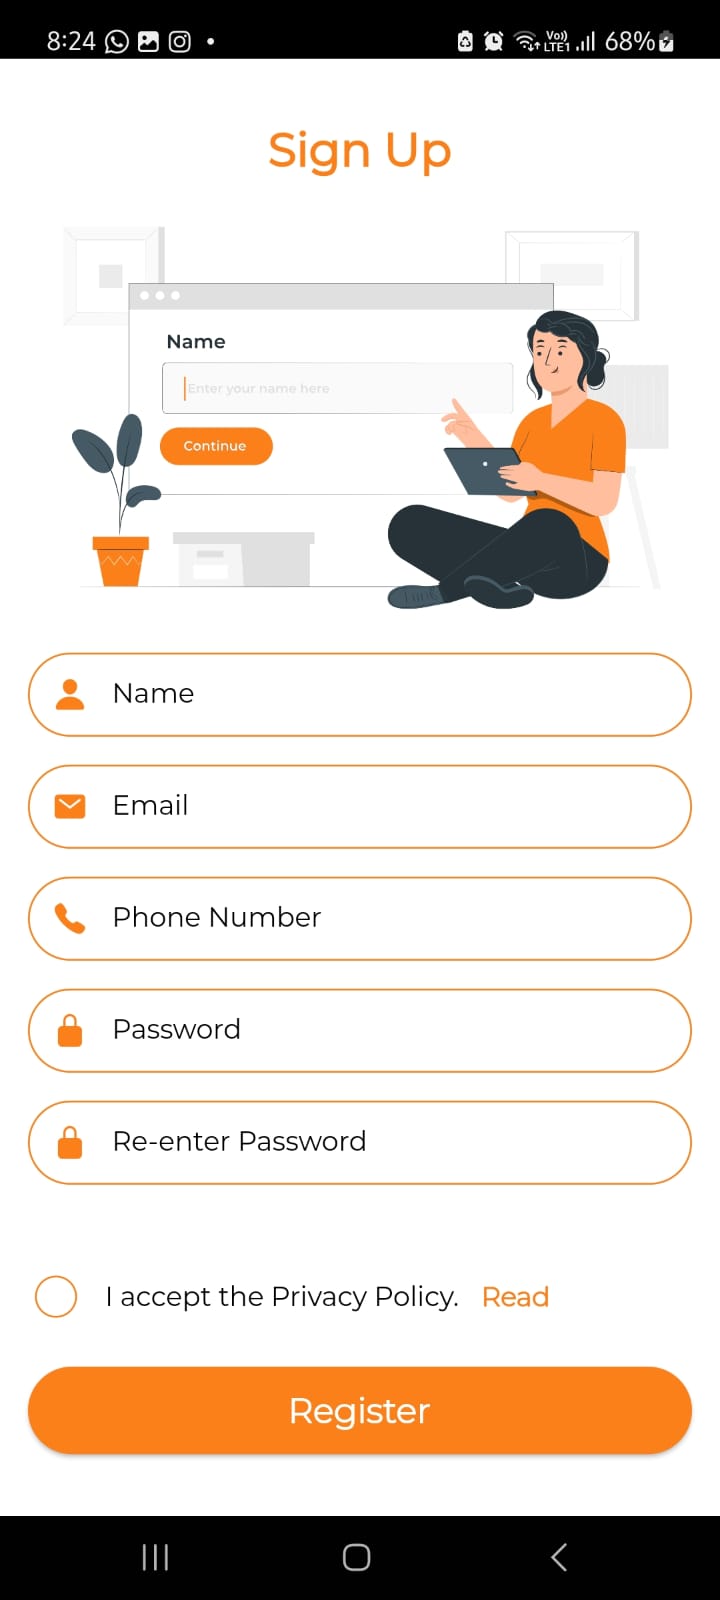 8:24 68%
Vo))
LTE1
Sign Up
Name
Enter your name here
Continue
Name
Email
Phone Number
Password
Re-enter Password
I accept the Privacy Policy. Read
Register